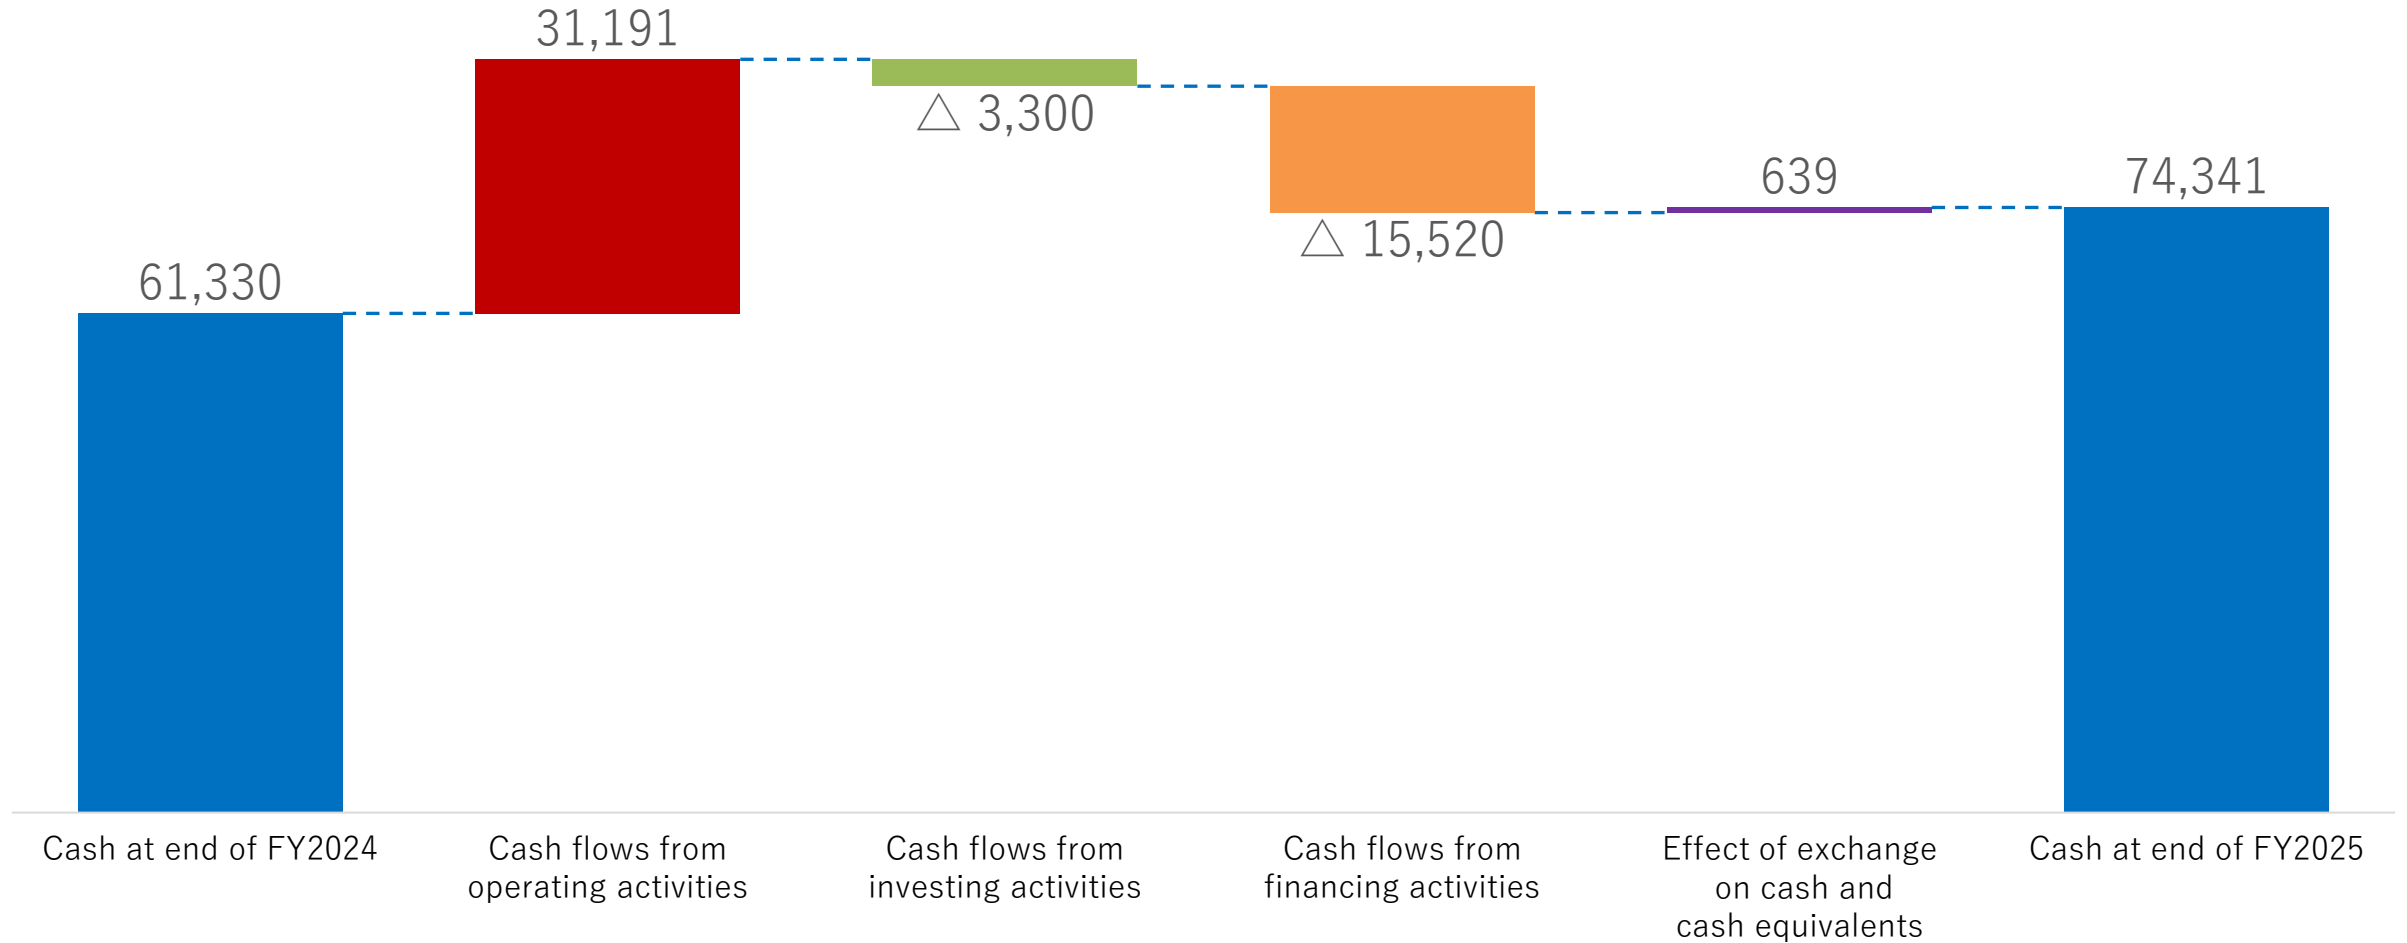 31,191
△ 3,300
639
74,341
△ 15,520
61,330
Cash at end of FY2024
Cash flows from
operating activities
Cash flows from
investing activities
Cash flows from
financing activities
Effect of exchange
on cash and
cash equivalents
Cash at end of FY2025